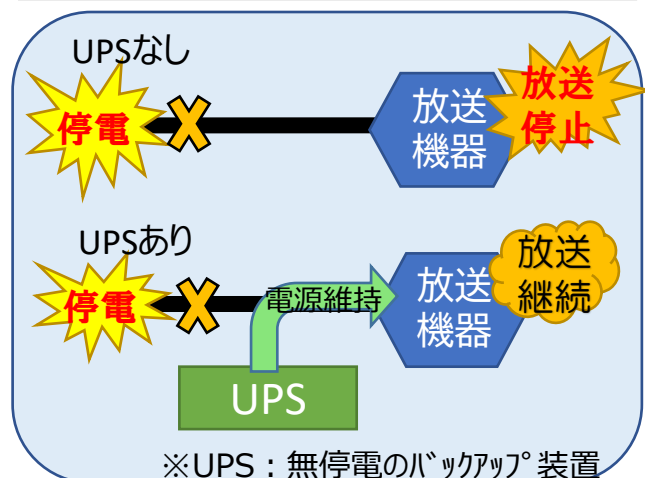 UPSなし
停電
放送
機器
放送
停止
UPSあり
停電
電源維持
放送
機器
放送
継続
UPS
※UPS：無停電のﾊﾞｯｸｱｯﾌﾟ装置